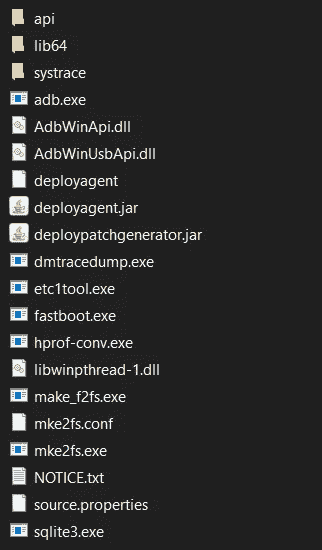 api
lib64
systrace
adb.exe
AdbWinApi.dll
AdbWinUsbApi.dll
deployagent
deployagent.jar
deploypatchgenerator.jar
dmtracedump.exe
etc1tool.exe
fastboot.exe
hprof-conv.exe
libwinpthread-1.dll
make_f2fs.exe
mke2fs.conf
mke2fs.exe
NOTICE.txt
source.properties
sqlite3.exe